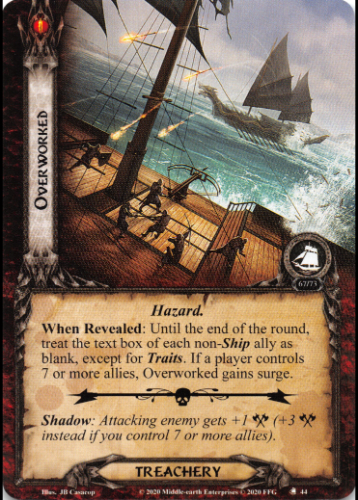 OVERWORKED
67/73
Hazard.
When Revealed: Until the end of the round,
treat the text box of each non-Ship ally as
blank, except for Traits. If a player controls
7 or more allies, Overworked gains surge.
Shadow: Attacking enemy gets +1 (+3
instead if you control 7 or more allies).
TREACHERY
Illus. JB Casacop
© 2020 Middle-earth Enterprises © 2020 FFG
44